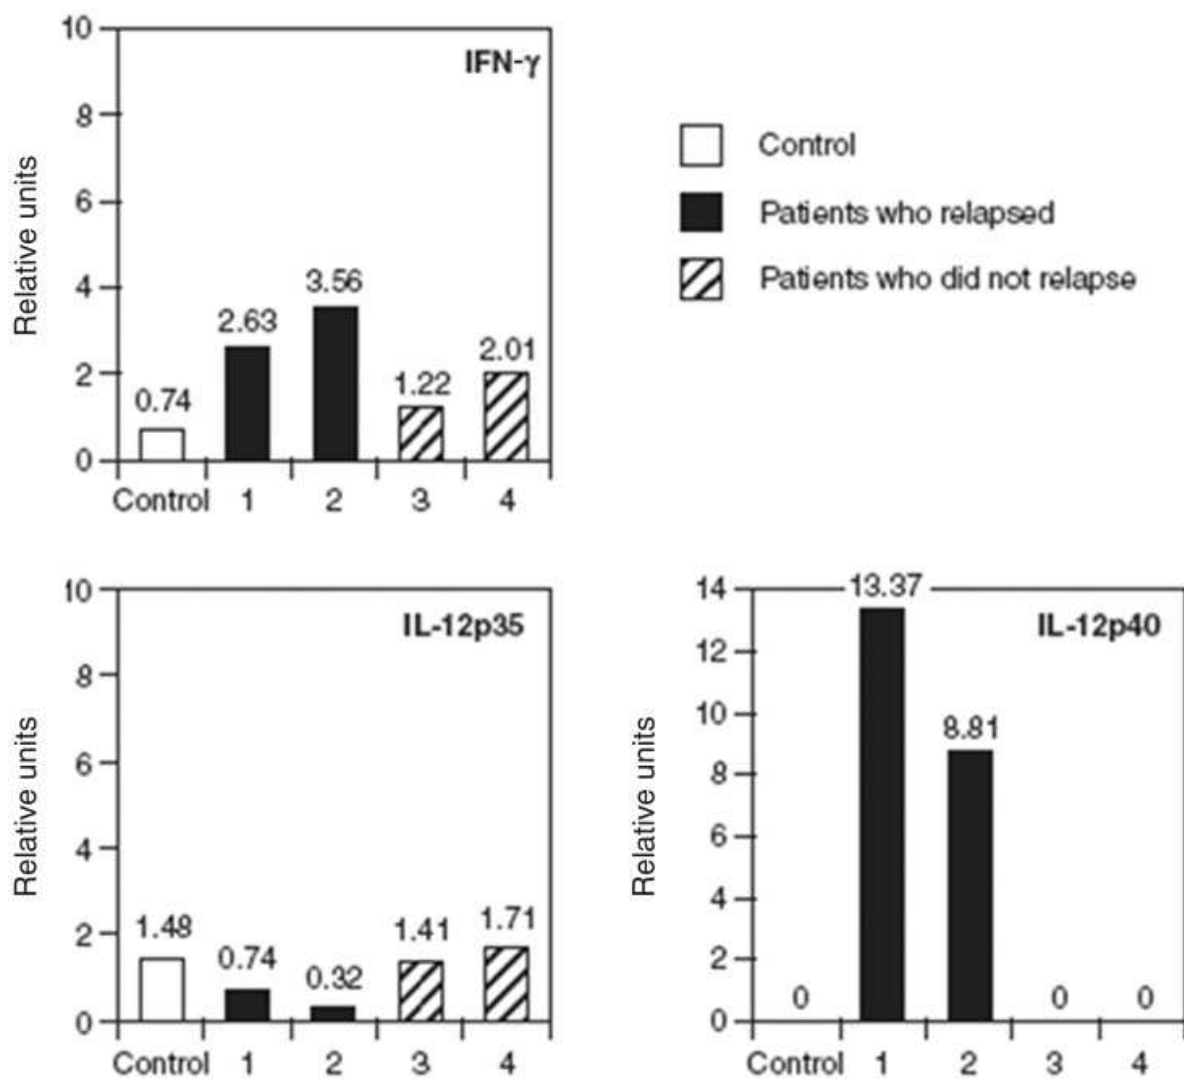 IFN-γ
Relative units
10
8
6
4
2
0
0.74
2.63
3.56
1.22
2.01
Control 1 2 3 4
Control
Patients who relapsed
Patients who did not relapse
IL-12p35
Relative units
10
8
6
4
2
0
1.48
0.74
0.32
1.41
1.71
Control 1 2 3 4
IL-12p40
Relative units
14
12
10
8
6
4
2
0
0
13.37
8.81
0
0
Control 1 2 3 4